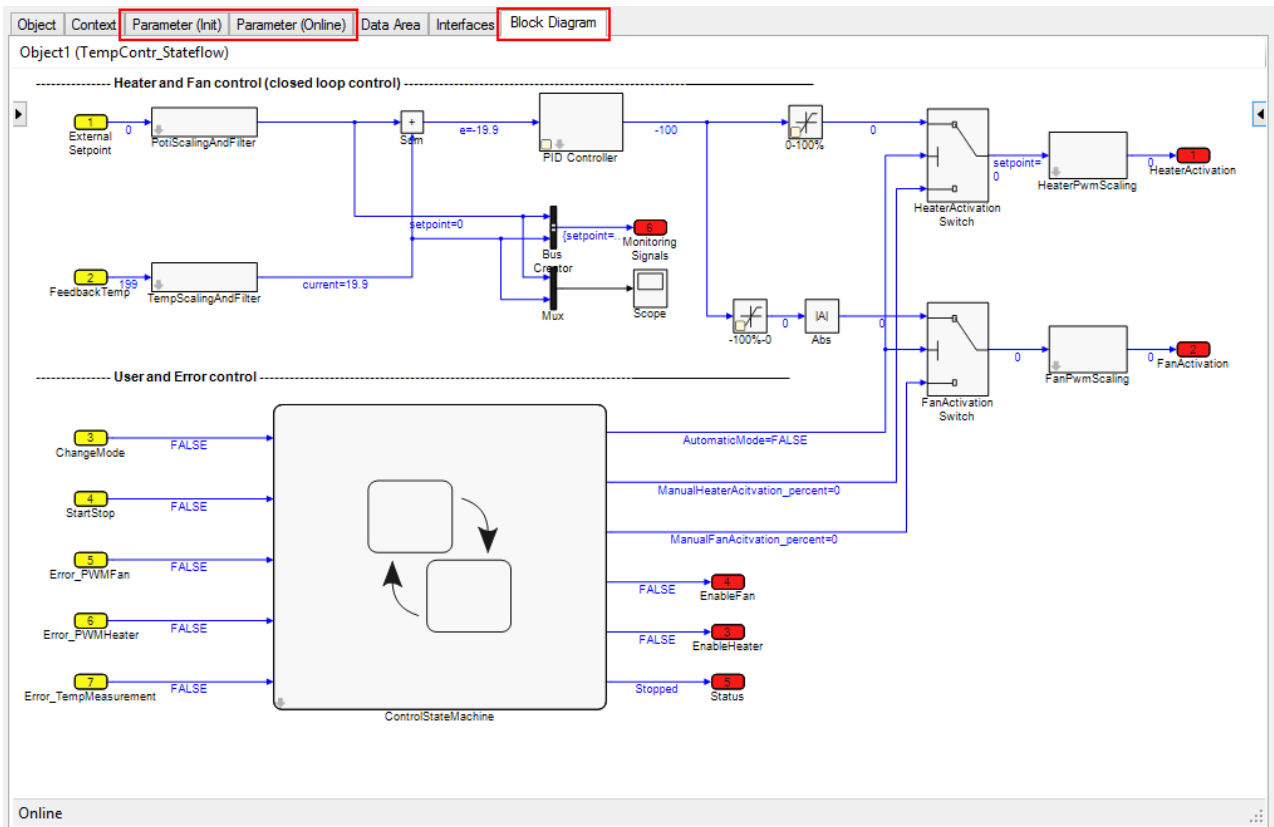 Object
Context
Parameter (Init)
Parameter (Online)
Data Area
Interfaces
Block Diagram
Object1 (TempContr_Stateflow)
--------------- Heater and Fan control (closed loop control) ---------------
1
External
Setpoint
0
PotiScalingAndFilter
+
Sum
e=-19.9
PID Controller
-100
0-100%
0
HeaterActivation
Switch
setpoint=
0
HeaterPwmScaling
0
1
HeaterActivation
setpoint=0
Bus
Creator
{setpoint=...
6
Monitoring
Signals
2
FeedbackTemp
199
TempScalingAndFilter
current=19.9
Mux
Scope
-100%-0
0
|A|
Abs
0
FanActivation
Switch
0
FanPwmScaling
0
2
FanActivation
--------------- User and Error control ---------------
3
ChangeMode
FALSE
4
StartStop
FALSE
5
Error_PWMFan
FALSE
6
Error_PWMHeater
FALSE
7
Error_TempMeasurement
FALSE
ControlStateMachine
AutomaticMode=FALSE
ManualHeaterAcitvation_percent=0
ManualFanAcitvation_percent=0
FALSE
4
EnableFan
FALSE
3
EnableHeater
Stopped
5
Status
Online